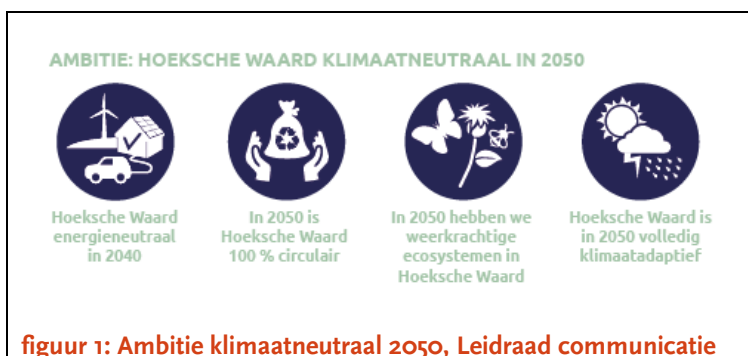 AMBITIE: HOEKSCHE WAARD KLIMAATNEUTRAAL IN 2050
Hoeksche Waard
energieneutraal
in 2040
In 2050 is
Hoeksche Waard
100 % circulair
In 2050 hebben we
weerkrachtige
ecosystemen in
Hoeksche Waard
Hoeksche Waard is
in 2050 volledig
klimaatadaptief
figuur 1: Ambitie klimaatneutraal 2050, Leidraad communicatie